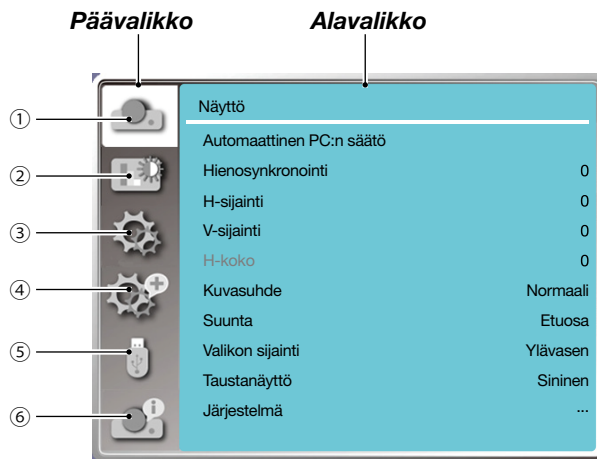 Päävalikko Alavalikko
① Näyttö
Automaattinen PC:n säätö
② Hienosynkronointi 0
H-sijainti 0
③ V-sijainti 0
H-koko 0
④ Kuvasuhde Normaali
Suunta Etuosa
⑤ Valikon sijainti Ylävasen
Taustanäyttö Sininen
⑥ Järjestelmä ...